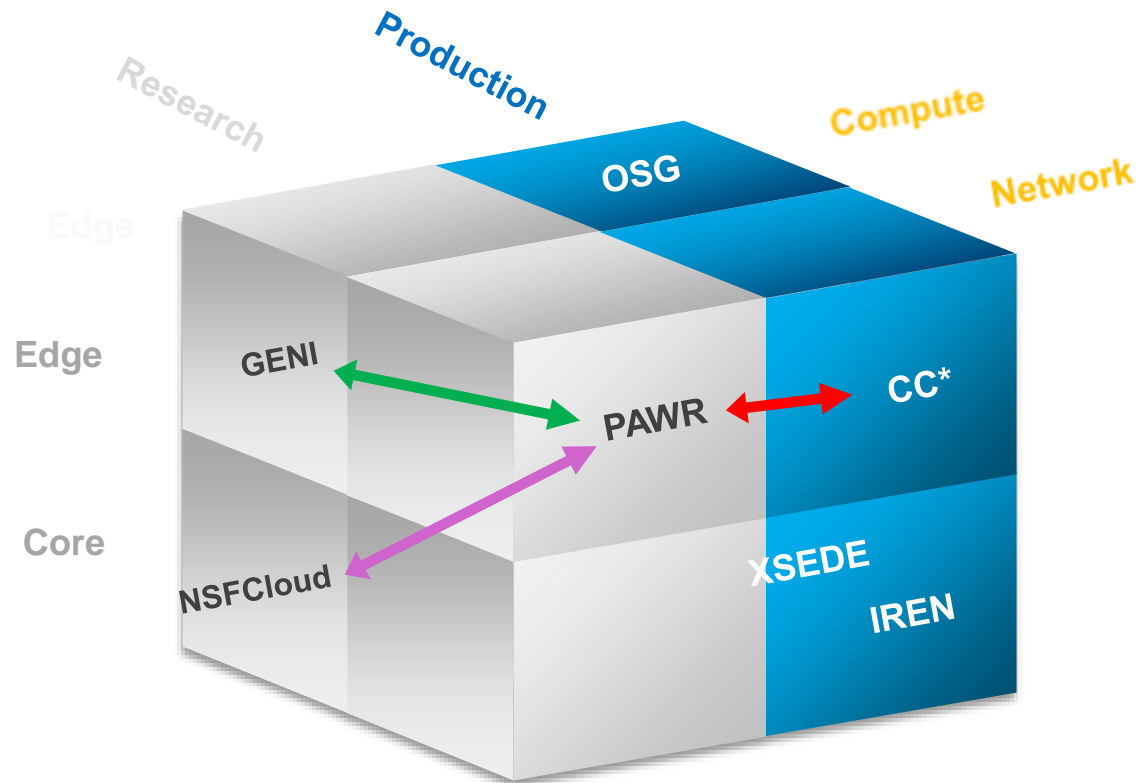 Production
Research
Compute
Network
OSG
Edge
Edge
GENI
CC*
PAWR
Core
XSEDE
NSFCloud
IREN